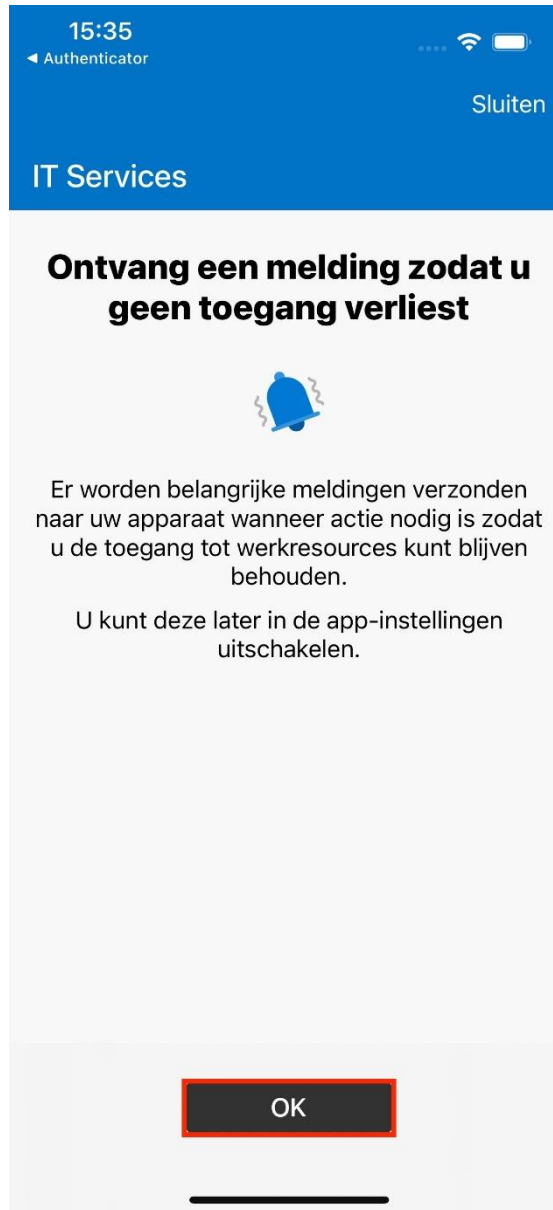 15:35
◀ Authenticator
Sluiten
IT Services
Ontvang een melding zodat u
geen toegang verliest
Er worden belangrijke meldingen verzonden
naar uw apparaat wanneer actie nodig is zodat
u de toegang tot werkresources kunt blijven
behouden.
U kunt deze later in de app-instellingen
uitschakelen.
OK